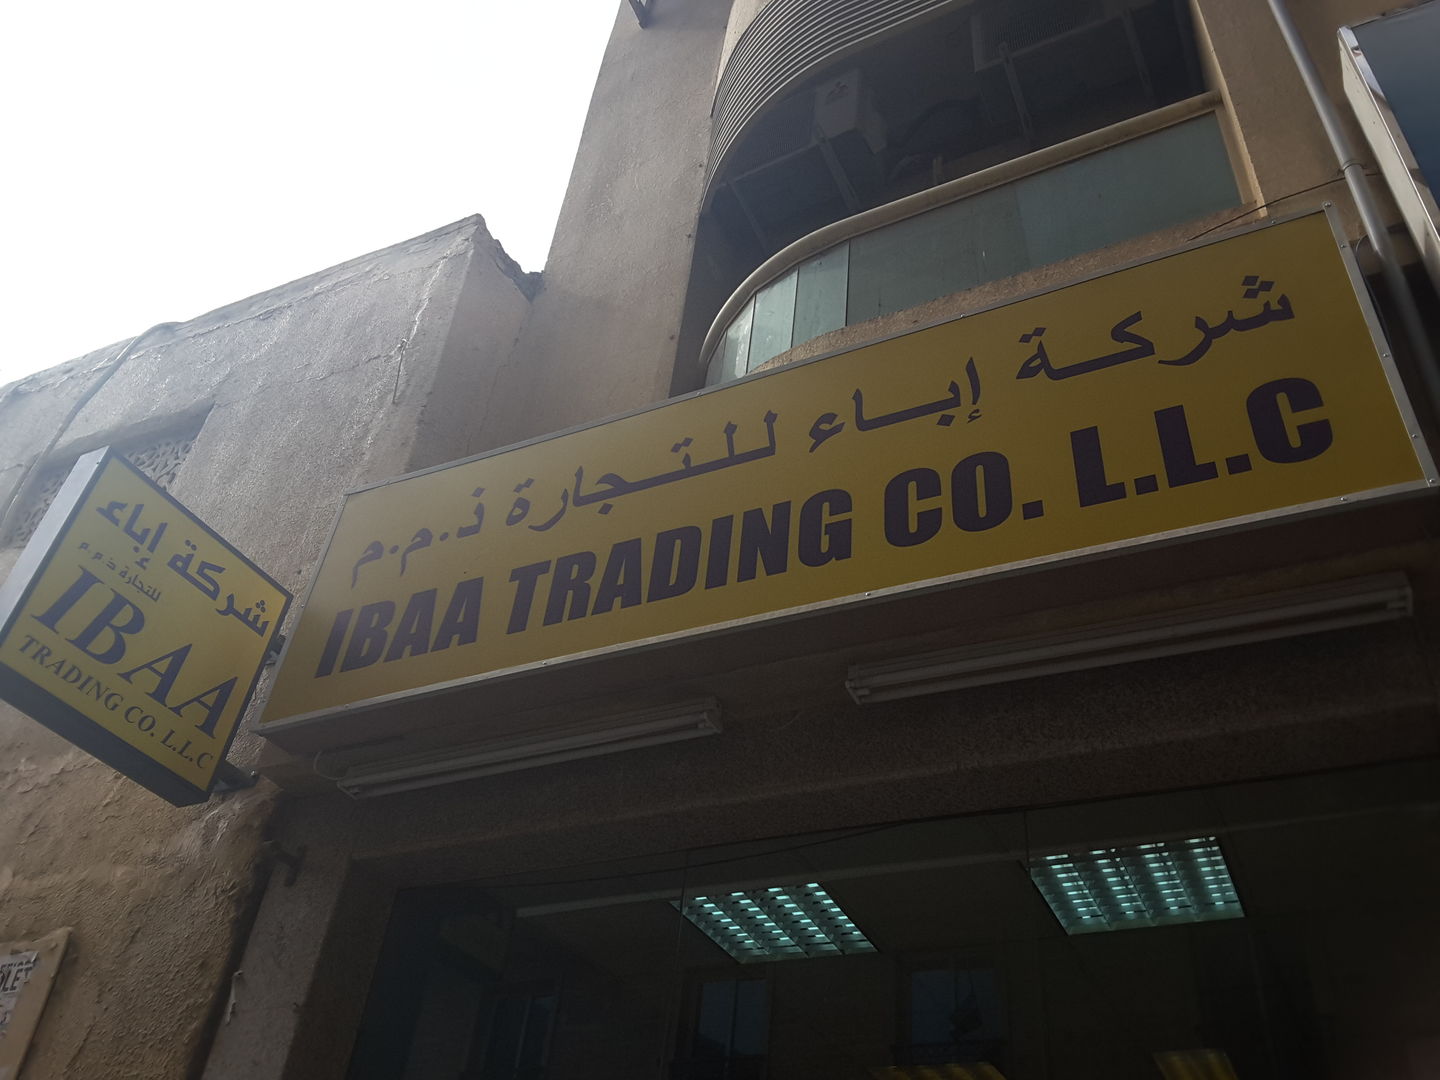 شركة إباء للتجارة ذ.م.م
IBAA TRADING CO. L.L.C
شركة إباء
للتجارة ذ.م.م
IBAA
TRADING CO. L.L.C